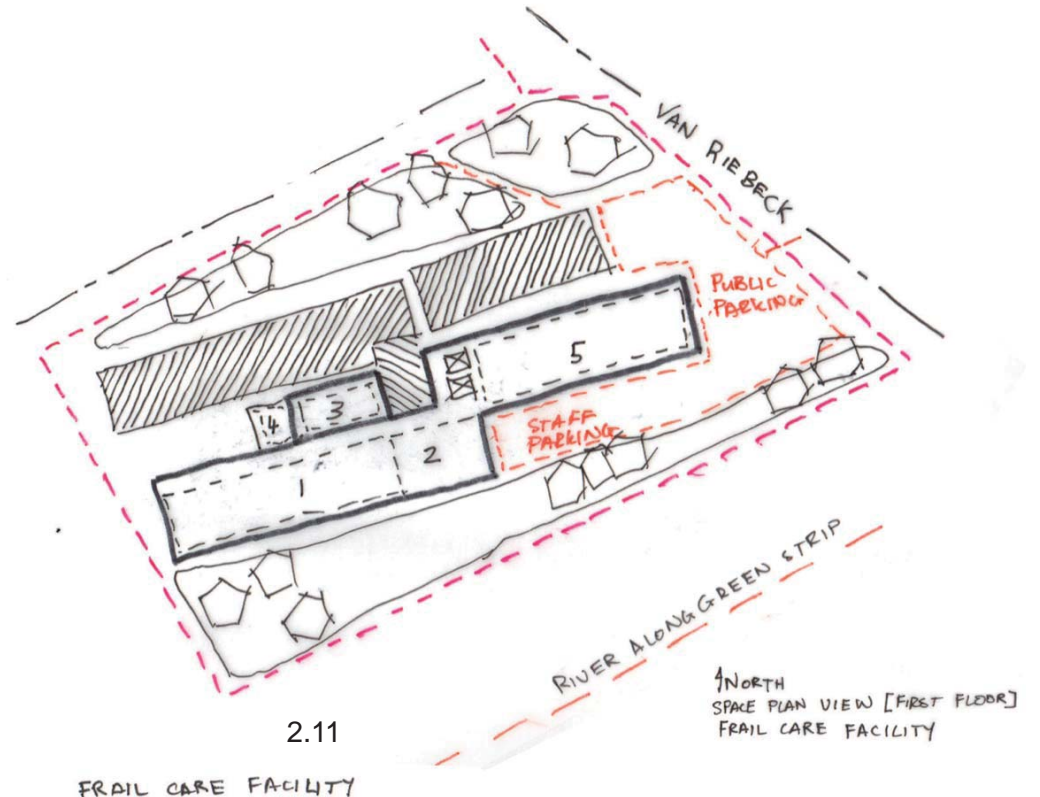 VAN RIEBECK
PUBLIC
PARKING
5
3
4
STAFF
PARKING
2
1
RIVER ALONG GREEN STRIP
NORTH
SPACE PLAN VIEW [FIRST FLOOR]
FRAIL CARE FACILITY
2.11
FRAIL CARE FACILITY